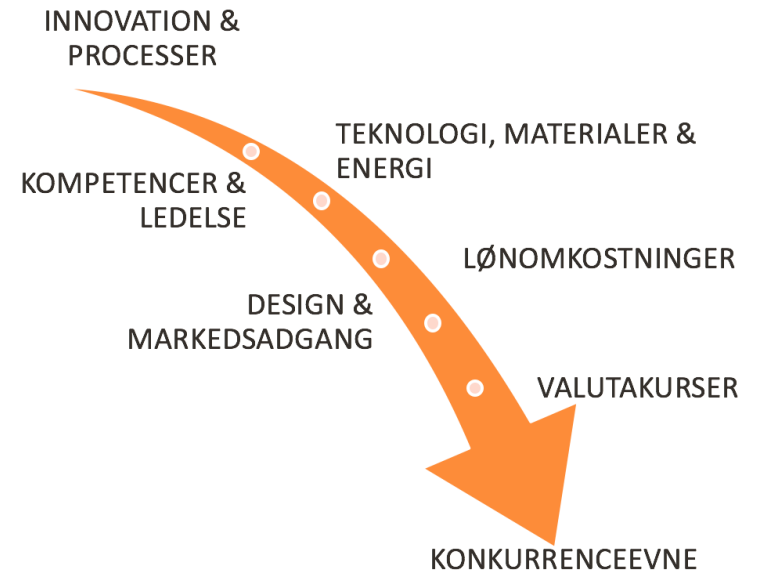 INNOVATION &
PROCESSER
TEKNOLOGI, MATERIALER &
ENERGI
KOMPETENCER &
LEDELSE
LØNOMKOSTNINGER
DESIGN &
MARKEDSADGANG
VALUTAKURSER
KONKURRENCEEVNE